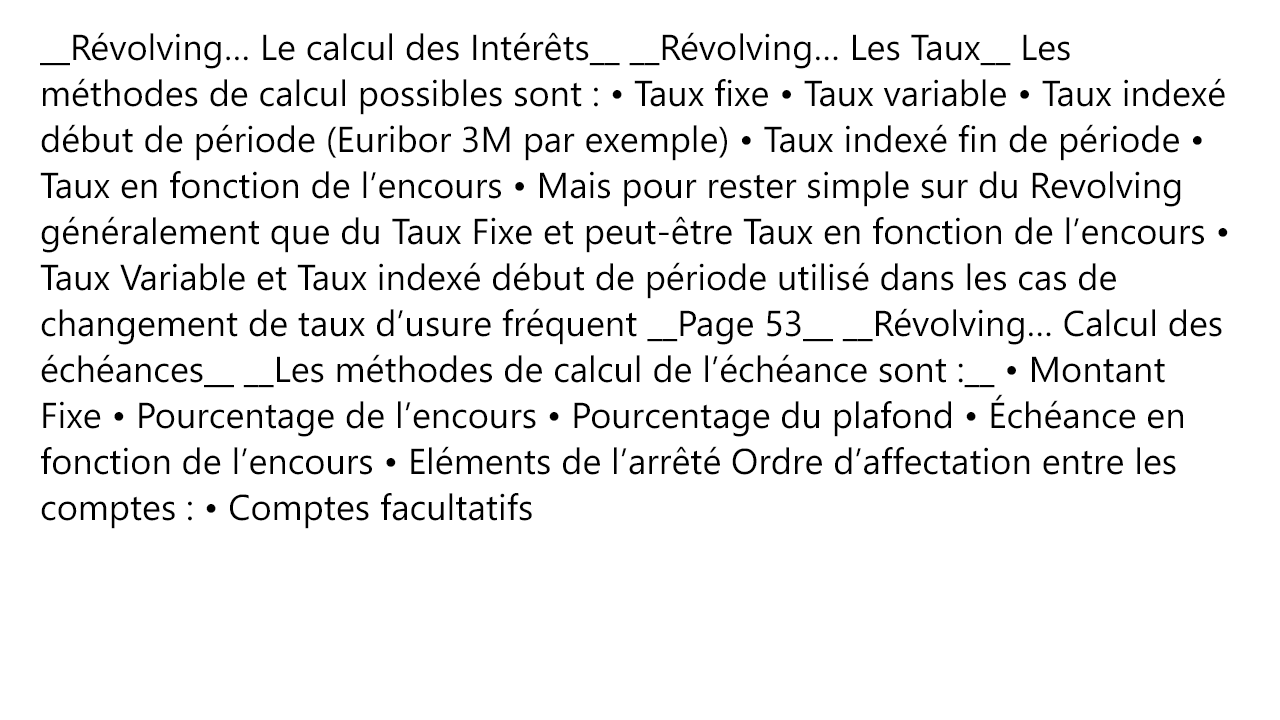 __Révolving... Le calcul des Intérêts__ __Révolving... Les Taux__ Les
méthodes de calcul possibles sont : • Taux fixe • Taux variable • Taux indexé
début de période (Euribor 3M par exemple) • Taux indexé fin de période •
Taux en fonction de l’encours • Mais pour rester simple sur du Revolving
généralement que du Taux Fixe et peut-être Taux en fonction de l’encours •
Taux Variable et Taux indexé début de période utilisé dans les cas de
changement de taux d’usure fréquent __Page 53__ __Révolving... Calcul des
échéances__ __Les méthodes de calcul de l’échéance sont :__ • Montant
Fixe • Pourcentage de l’encours • Pourcentage du plafond • Échéance en
fonction de l’encours • Eléments de l’arrêté Ordre d’affectation entre les
comptes : • Comptes facultatifs